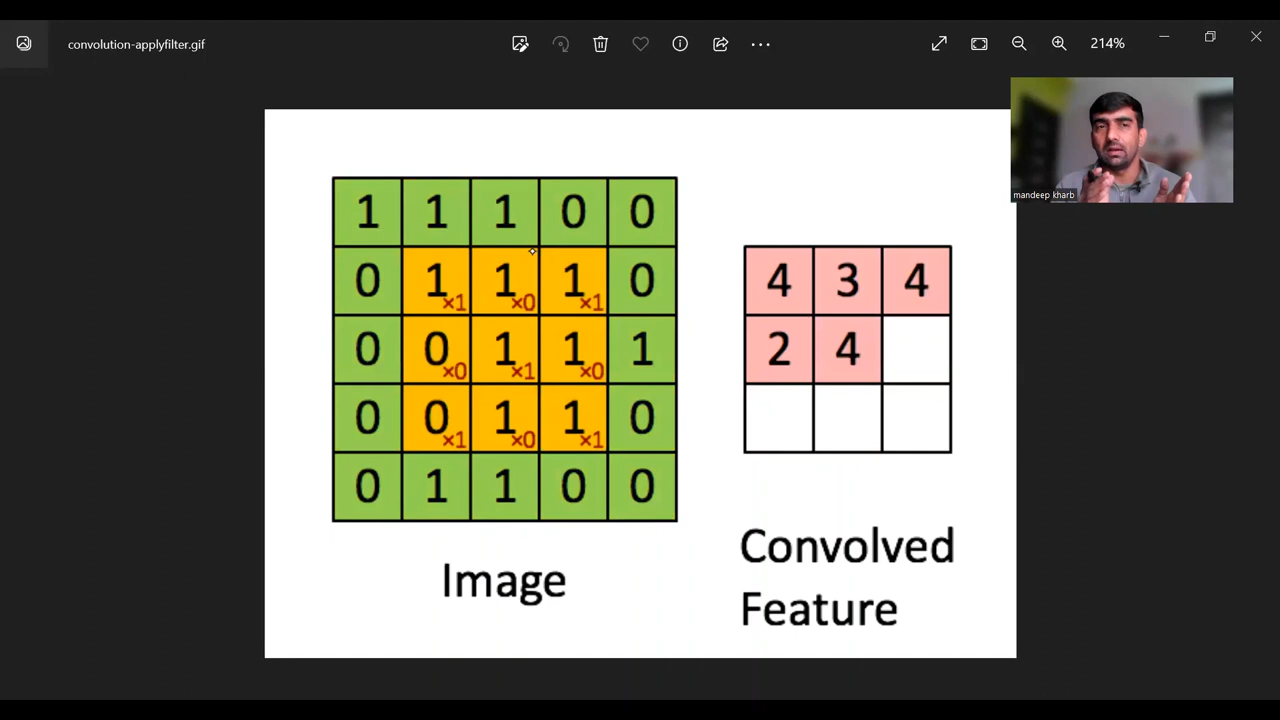 convolution-applyfilter.gif
214%
mandeep kharb
1 1 1 0 0
0 1×1 1×0 1×1 0
0 0×0 1×1 1×0 1
0 0×1 1×0 1×1 0
0 1 1 0 0
Image
4 3 4
2 4
Convolved
Feature